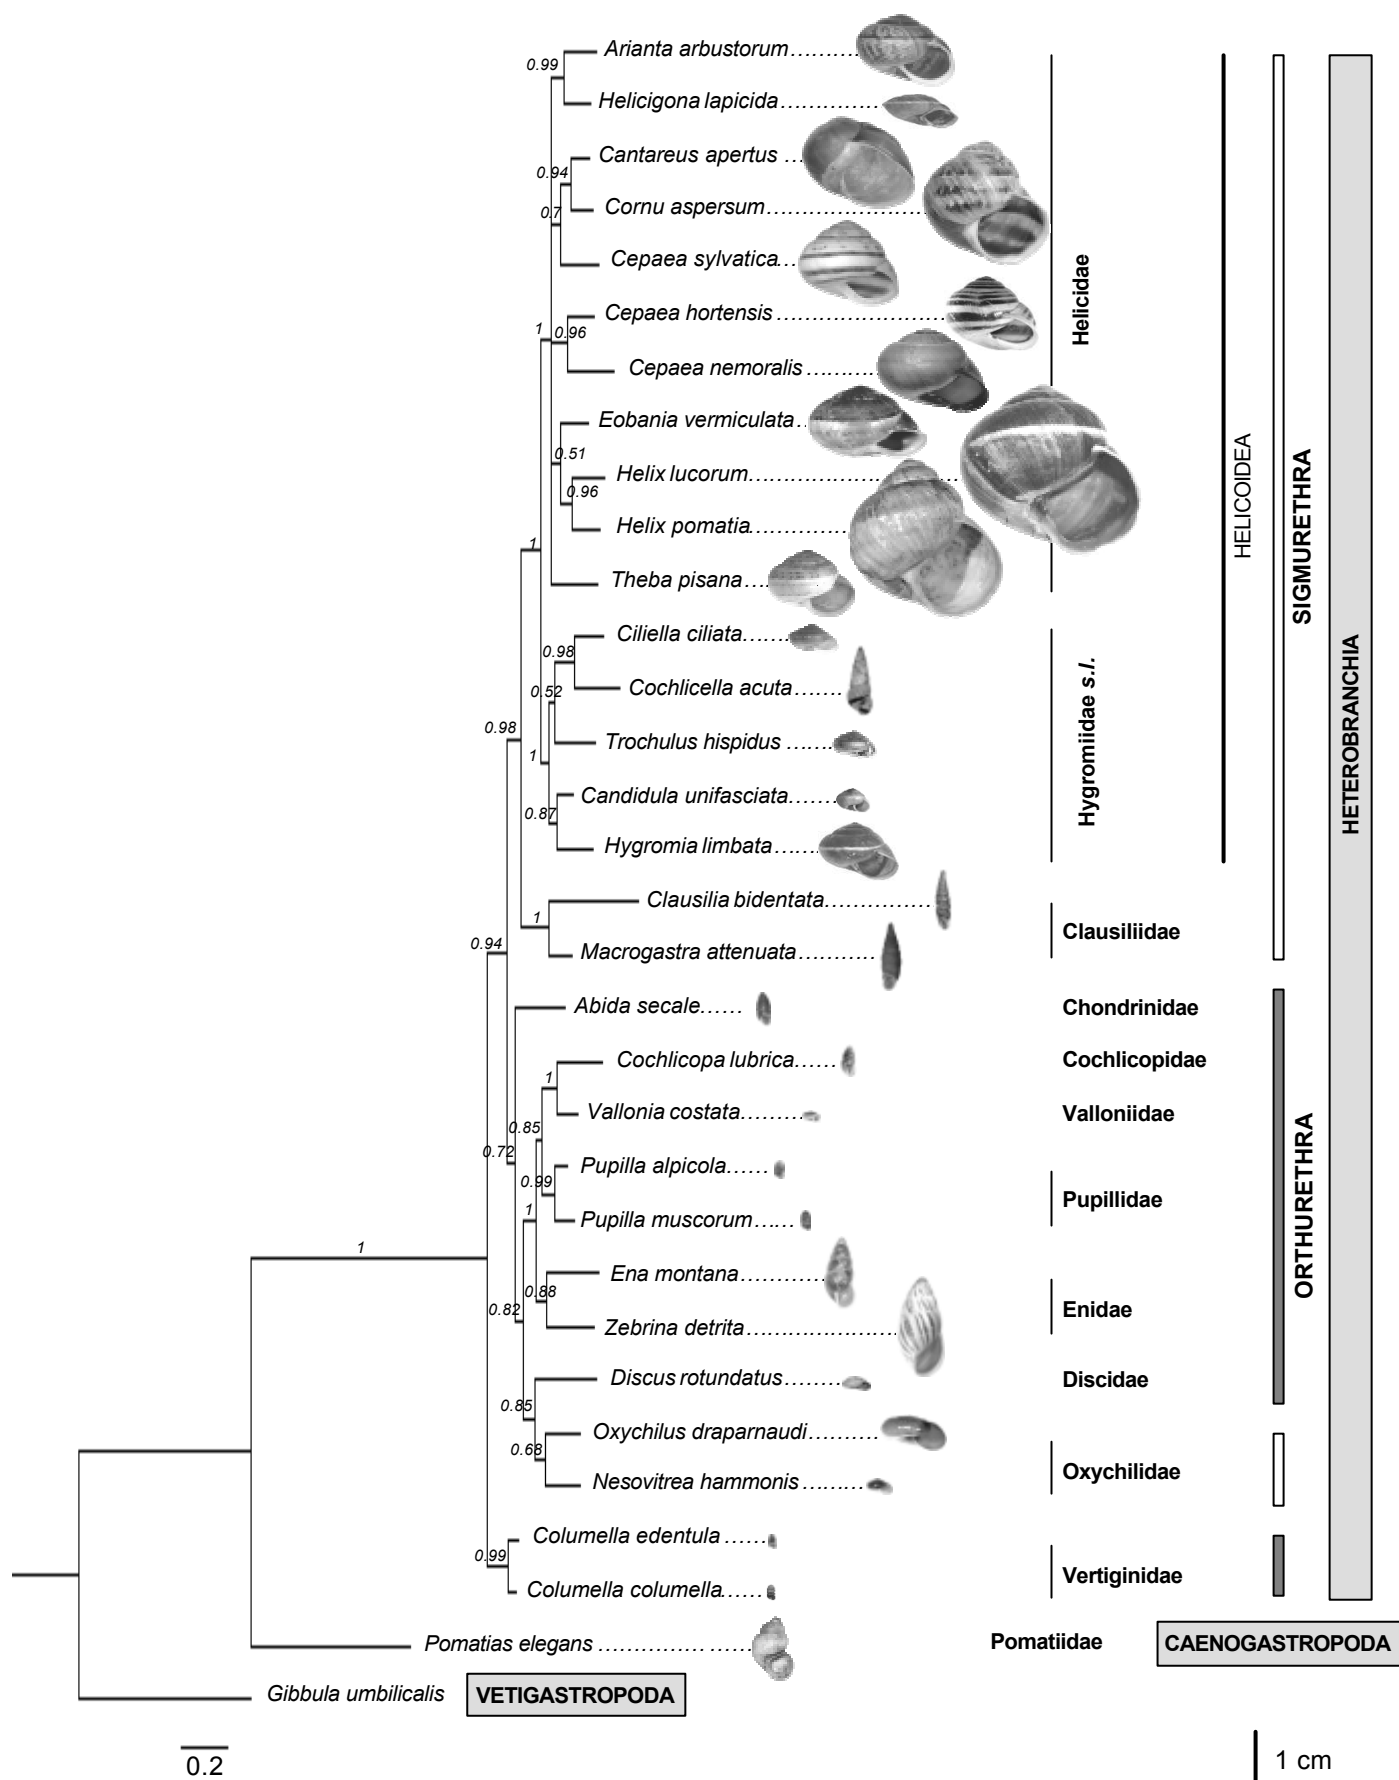 0.99
Arianta arbustorum
Helicigona lapicida
Cantareus apertus
0.94
Cornu aspersum
0.7
Cepaea sylvatica
Cepaea hortensis
1
0.96
Cepaea nemoralis
Eobania vermiculata
0.51
Helix lucorum
0.96
Helix pomatia
1
Theba pisana
Helicidae
Ciliella ciliata
0.98
Cochlicella acuta
0.52
Trochulus hispidus
0.98
1
Candidula unifasciata
0.87
Hygromia limbata
Hygromiidae s.l.
HELICOIDEA
Clausilia bidentata
1
Macrogastra attenuata
Clausiliidae
0.94
SIGMURETHRA
HETEROBRANCHIA
Abida secale
Chondrinidae
Cochlicopa lubrica
Cochlicopidae
1
Vallonia costata
Valloniidae
0.85
0.72
Pupilla alpicola
0.99
Pupilla muscorum
Pupillidae
1
1
Ena montana
0.88
Zebrina detrita
Enidae
0.82
Discus rotundatus
Discidae
ORTHURETHRA
0.85
Oxychilus draparnaudi
0.68
Nesovitrea hammonis
Oxychilidae
Columella edentula
0.99
Columella columella
Vertiginidae
Pomatias elegans
Pomatiidae
CAENOGASTROPODA
Gibbula umbilicalis
VETIGASTROPODA
0.2
1 cm